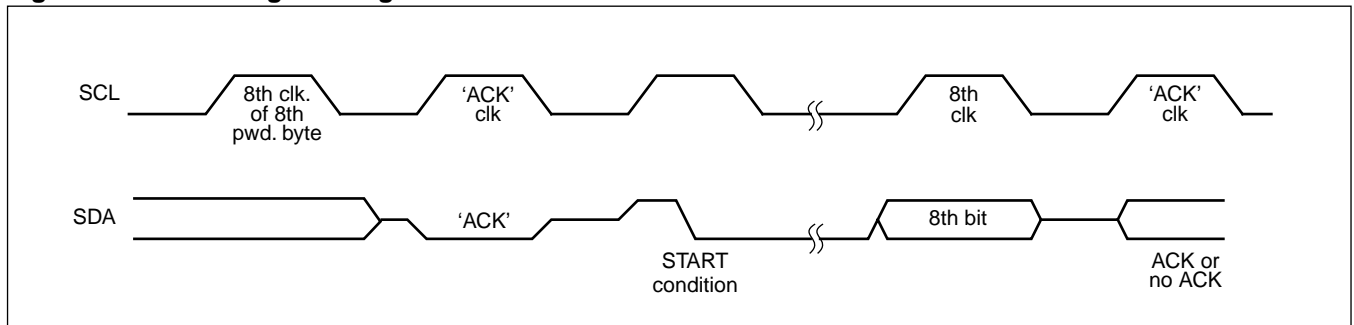 SCL
8th clk.
of 8th
pwd. byte
'ACK'
clk
8th
clk
'ACK'
clk
SDA
'ACK'
START
condition
8th bit
ACK or
no ACK